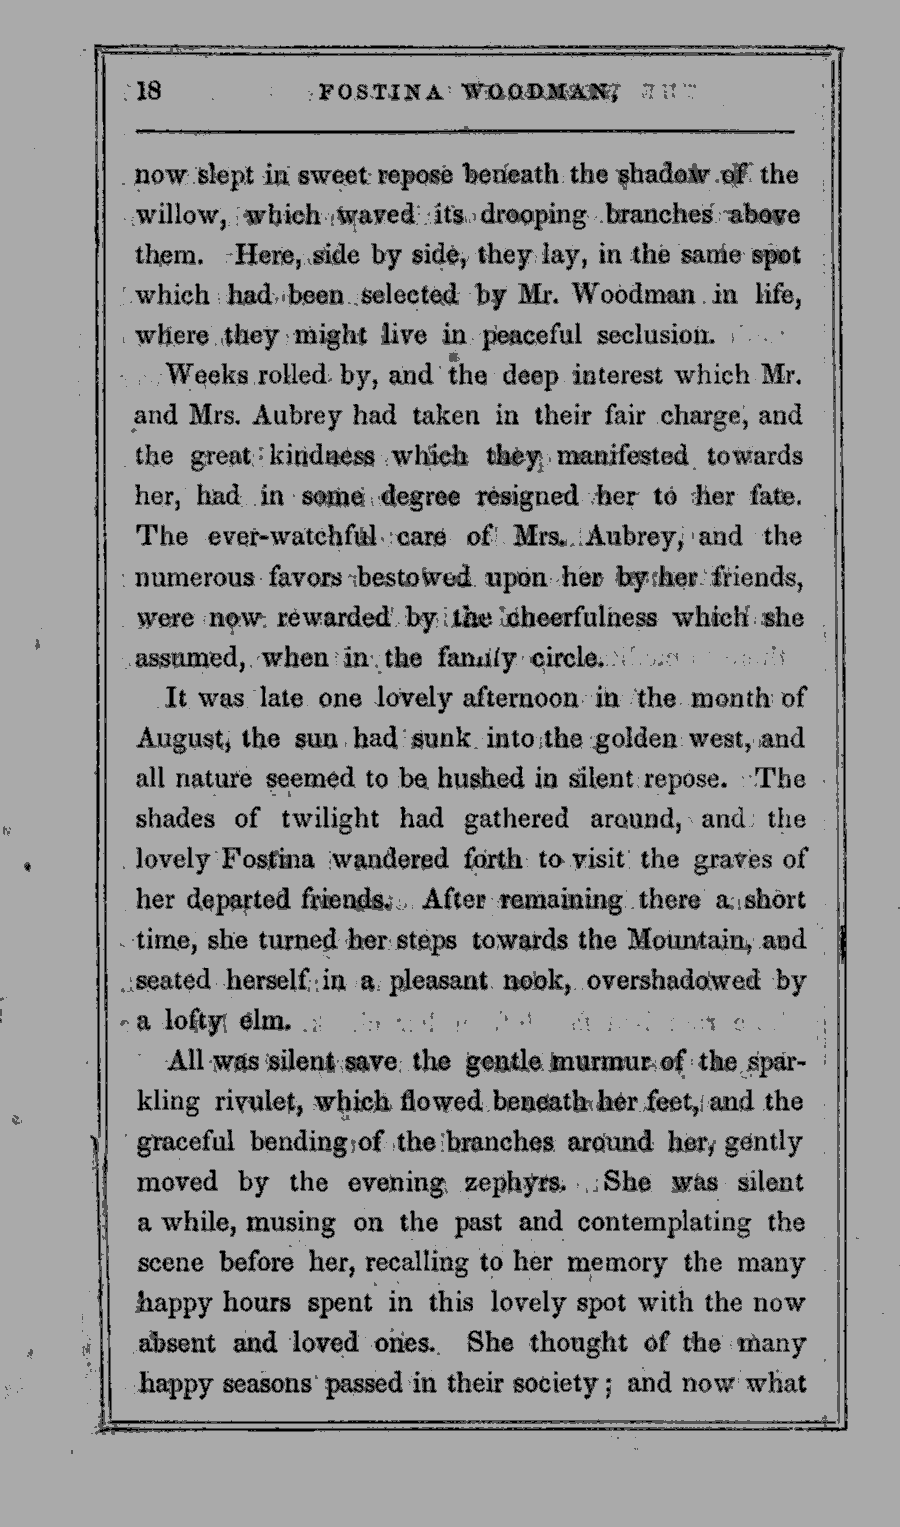 18 FOSTINA WOODMAN,
now slept in sweet repose beneath the shadow of the
willow, which waved its drooping branches above
them. Here, side by side, they lay, in the same spot
which had been selected by Mr. Woodman in life,
where they might live in peaceful seclusion.
Weeks rolled by, and the deep interest which Mr.
and Mrs. Aubrey had taken in their fair charge, and
the great kindness which they manifested towards
her, had in some degree resigned her to her fate.
The ever-watchful care of Mrs. Aubrey, and the
numerous favors bestowed upon her by her friends,
were now rewarded by the cheerfulness which she
assumed, when in the family circle.
It was late one lovely afternoon in the month of
August, the sun had sunk into the golden west, and
all nature seemed to be hushed in silent repose. The
shades of twilight had gathered around, and the
lovely Fostina wandered forth to visit the graves of
her departed friends. After remaining there a short
time, she turned her steps towards the Mountain, and
seated herself in a pleasant nook, overshadowed by
a lofty elm.
All was silent save the gentle murmur of the spar-
kling rivulet, which flowed beneath her feet, and the
graceful bending of the branches around her, gently
moved by the evening zephyrs. She was silent
a while, musing on the past and contemplating the
scene before her, recalling to her memory the many
happy hours spent in this lovely spot with the now
absent and loved ones. She thought of the many
happy seasons passed in their society; and now what